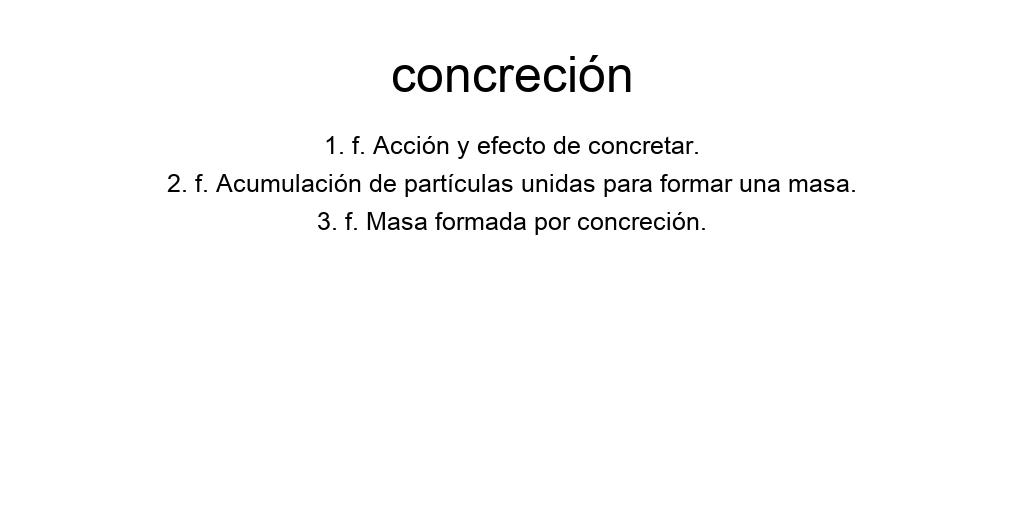 concreción
1. f. Acción y efecto de concretar.
2. f. Acumulación de partículas unidas para formar una masa.
3. f. Masa formada por concreción.